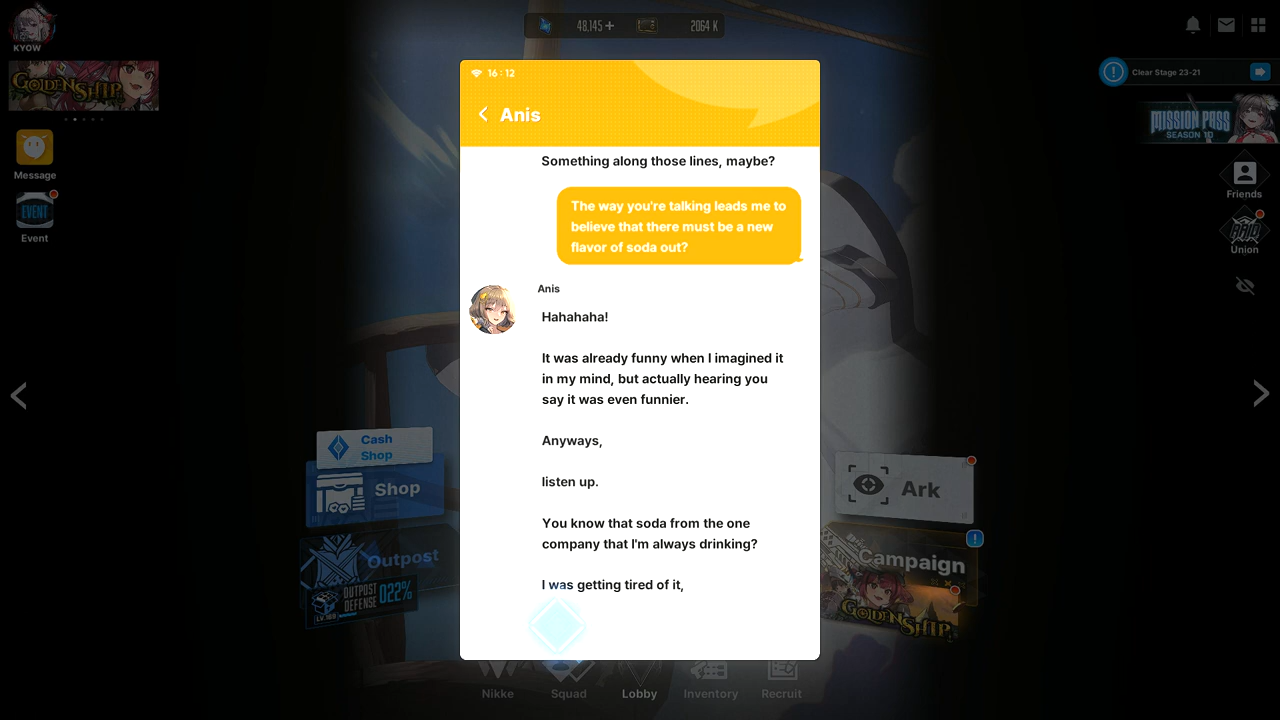 KYOW
48,145 +
2064 K
GOLDEN SHIP
Message
EVENT
Event
16 : 12
Anis
Something along those lines, maybe?
The way you're talking leads me to
believe that there must be a new
flavor of soda out?
Anis
Hahahaha!
It was already funny when I imagined it
in my mind, but actually hearing you
say it was even funnier.
Anyways,
listen up.
You know that soda from the one
company that I'm always drinking?
I was getting tired of it,
Clear Stage 23-21
MISSION PASS
SEASON 10
Friends
RAID
Union
Cash
Shop
Shop
Outpost
OUTPOST
DEFENSE
022%
Ark
Campaign
GOLDEN SHIP
Nikke
Squad
Lobby
Inventory
Recruit